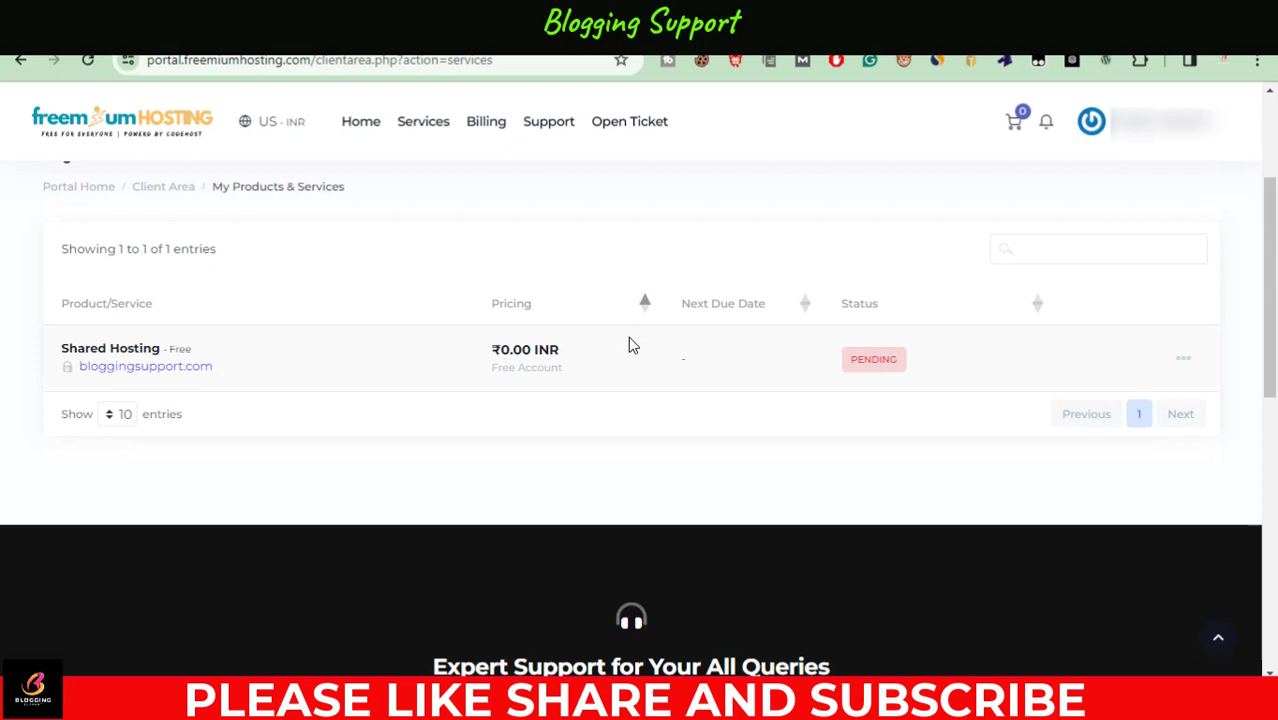 Blogging Support
portal.freemiumhosting.com/clientarea.php?action=services
freemiumHOSTING
FREE FOR EVERYONE | POWERED BY CODEHOST
US - INR
Home
Services
Billing
Support
Open Ticket
0
Portal Home / Client Area / My Products & Services
Showing 1 to 1 of 1 entries
Product/Service
Pricing
Next Due Date
Status
Shared Hosting - Free
₹0.00 INR
-
PENDING
bloggingsupport.com
Free Account
Show 10 entries
Previous
1
Next
Expert Support for Your All Queries
BLOGGING
PLEASE LIKE SHARE AND SUBSCRIBE